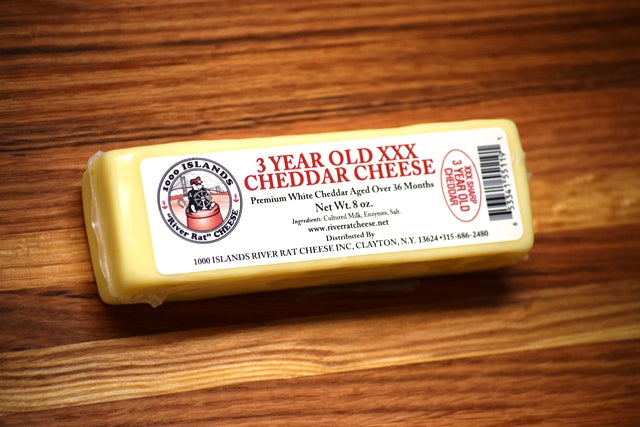 1000 ISLANDS
"River Rat" CHEESE
3 YEAR OLD XXX
CHEDDAR CHEESE
Premium White Cheddar Aged Over 36 Months
Net Wt. 8 oz.
Ingredients: Cultured Milk, Enzymes, Salt.
www.riverratcheese.net
Distributed By
1000 ISLANDS RIVER RAT CHEESE INC, CLAYTON, N.Y. 13624 • 315-686-2480
XXX SHARP
3 YEAR OLD
CHEDDAR